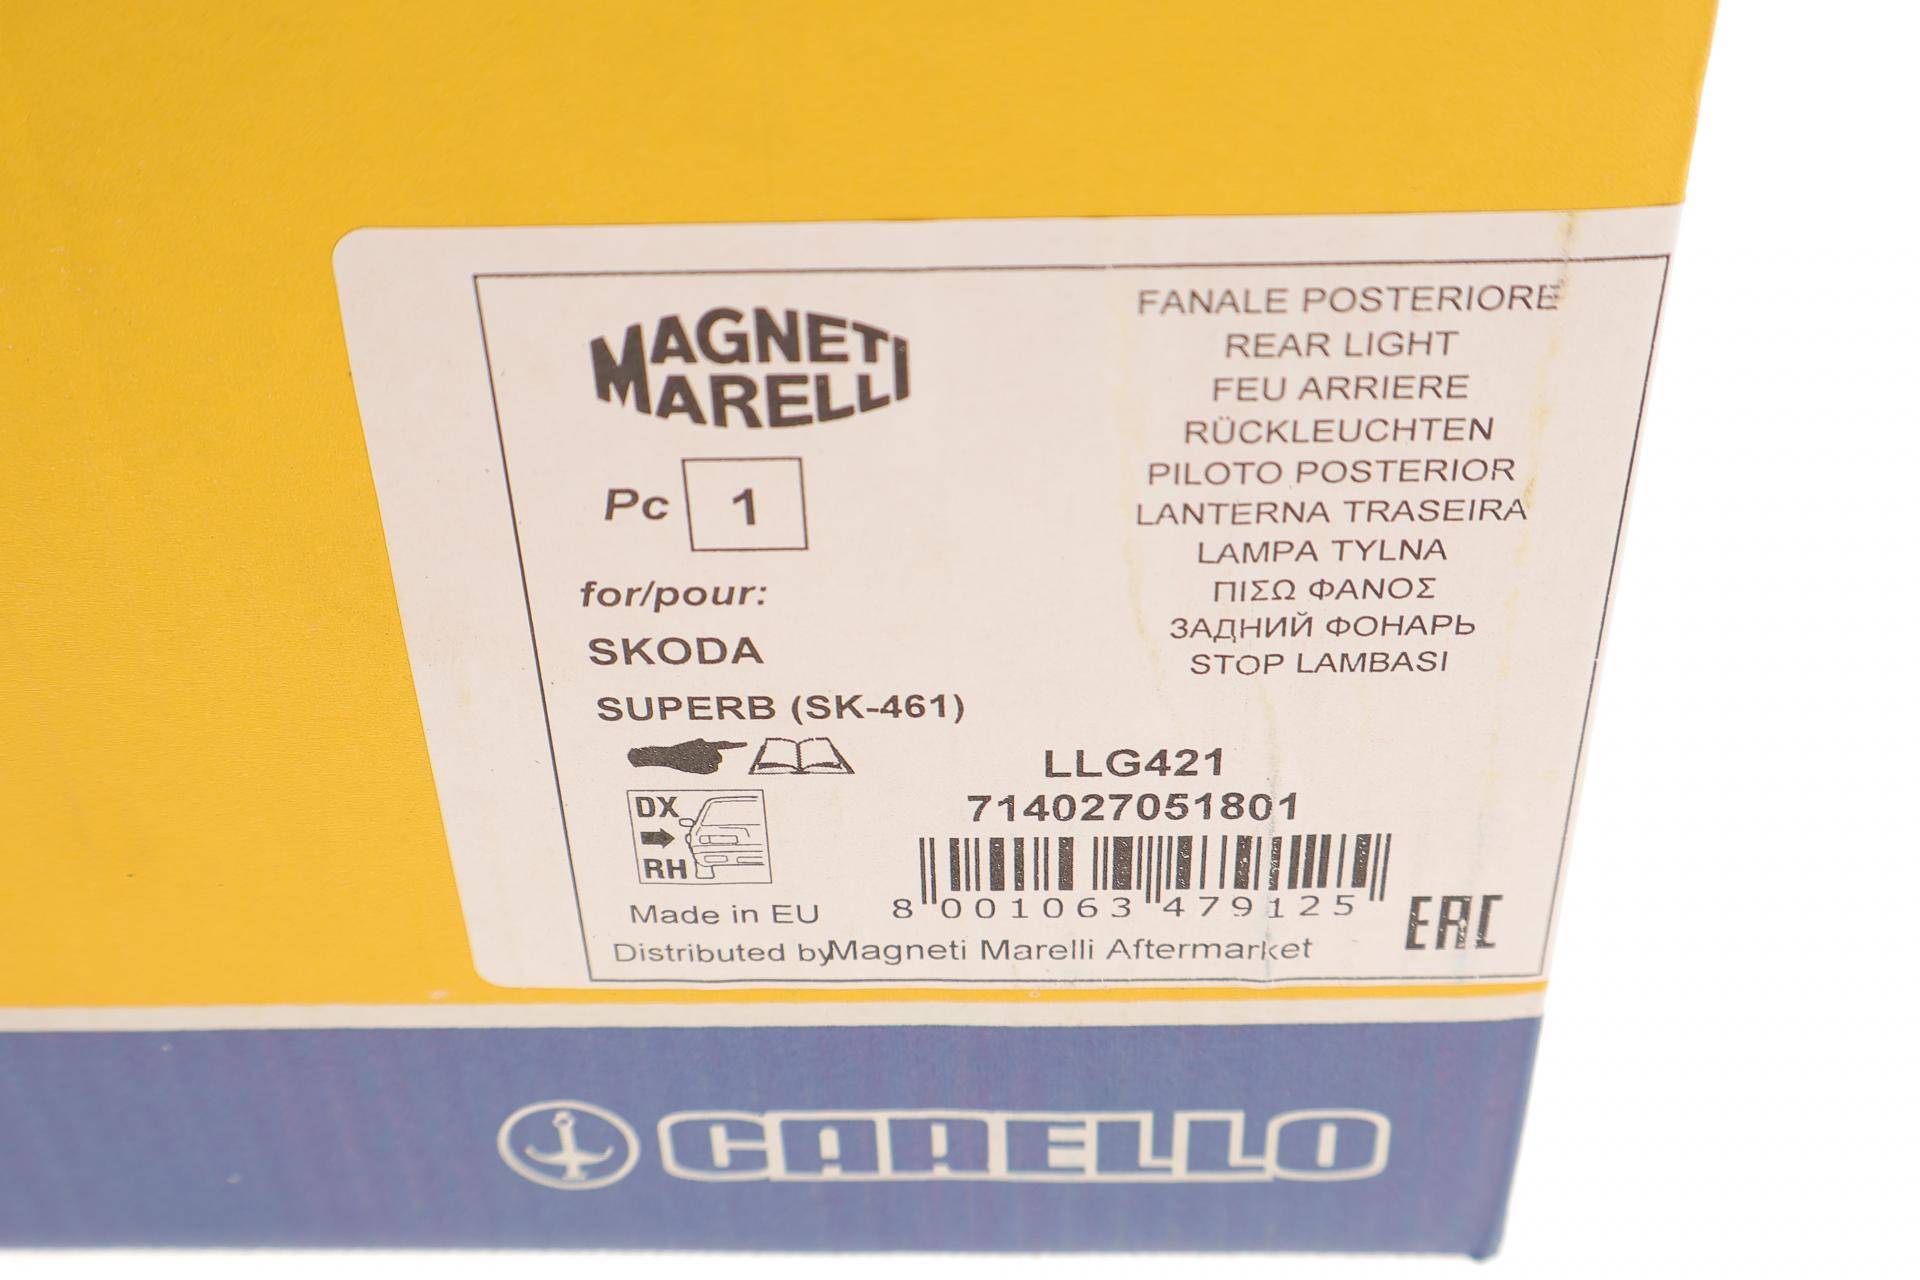 MAGNETI
MARELLI
Pc 1
for/pour:
SKODA
SUPERB (SK-461)
DX
RH
Made in EU
Distributed byMagneti Marelli Aftermarket
FANALE POSTERIORE
REAR LIGHT
FEU ARRIERE
RÜCKLEUCHTEN
PILOTO POSTERIOR
LANTERNA TRASEIRA
LAMPA TYLNA
ΠΙΣΩ ΦΑΝΟΣ
ЗАДНИЙ ФОНАРЬ
STOP LAMBASI
LLG421
714027051801
8 001063 479125
EAC
CARELLO